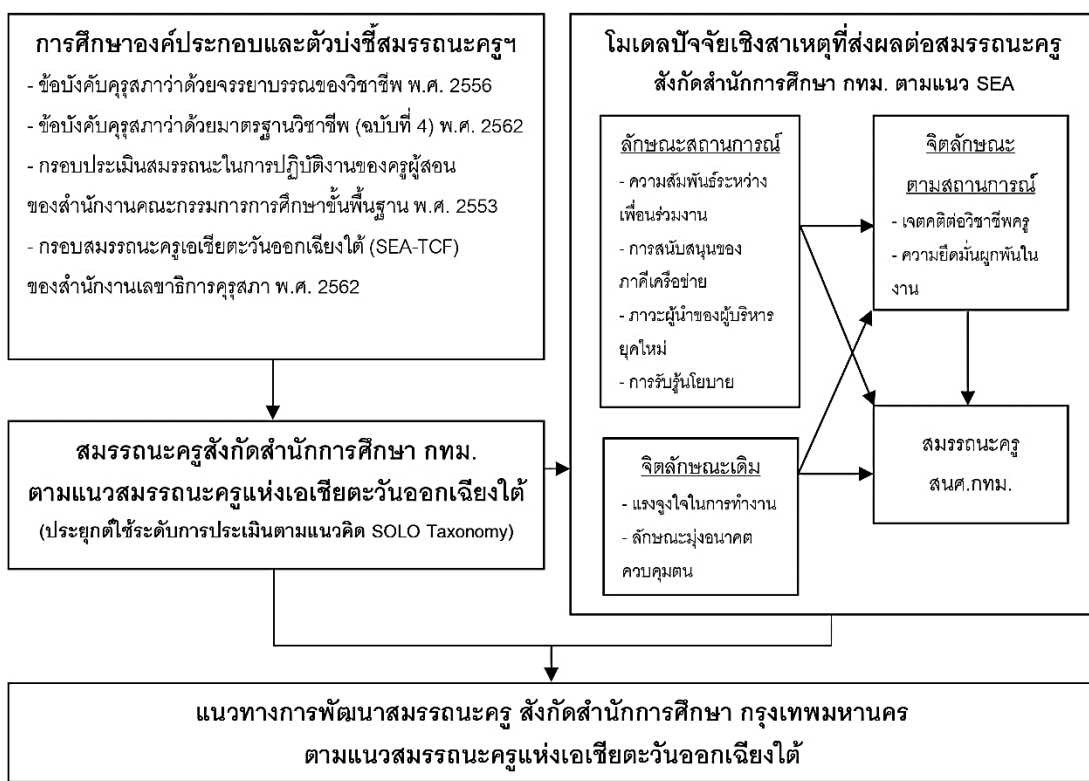 การศึกษาองค์ประกอบและตัวบ่งชี้สมรรถนะครูฯ
- ข้อบังคับคุรุสภาว่าด้วยจรรยาบรรณของวิชาชีพ พ.ศ. 2556
- ข้อบังคับคุรุสภาว่าด้วยมาตรฐานวิชาชีพ (ฉบับที่ 4) พ.ศ. 2562
- กรอบประเมินสมรรถนะในการปฏิบัติงานของครูผู้สอน
ของสำนักงานคณะกรรมการการศึกษาขั้นพื้นฐาน พ.ศ. 2553
- กรอบสมรรถนะครูเอเชียตะวันออกเฉียงใต้ (SEA-TCF)
ของสำนักงานเลขาธิการคุรุสภา พ.ศ. 2562
สมรรถนะครูสังกัดสำนักการศึกษา กทม.
ตามแนวสมรรถนะครูแห่งเอเชียตะวันออกเฉียงใต้
(ประยุกต์ใช้ระดับการประเมินตามแนวคิด SOLO Taxonomy)
โมเดลปัจจัยเชิงสาเหตุที่ส่งผลต่อสมรรถนะครู
สังกัดสำนักการศึกษา กทม. ตามแนว SEA
ลักษณะสถานการณ์
- ความสัมพันธ์ระหว่าง
เพื่อนร่วมงาน
- การสนับสนุนของ
ภาคีเครือข่าย
- ภาวะผู้นำของผู้บริหาร
ยุคใหม่
- การรับรู้นโยบาย
จิตลักษณะเดิม
- แรงจูงใจในการทำงาน
- ลักษณะมุ่งอนาคต
ควบคุมตน
จิตลักษณะ
ตามสถานการณ์
- เจตคติต่อวิชาชีพครู
- ความยึดมั่นผูกพันใน
งาน
สมรรถนะครู
สนศ.กทม.
แนวทางการพัฒนาสมรรถนะครู สังกัดสำนักการศึกษา กรุงเทพมหานคร
ตามแนวสมรรถนะครูแห่งเอเชียตะวันออกเฉียงใต้